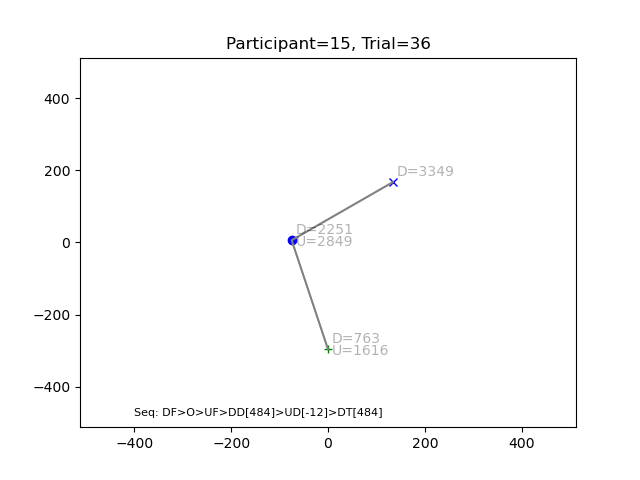 Participant=15, Trial=36
400
200
0
−200
−400
D=3349
D=2251
U=2849
D=763
U=1616
Seq: DF>O>UF>DD[484]>UD[-12]>DT[484]
−400
−200
0
200
400